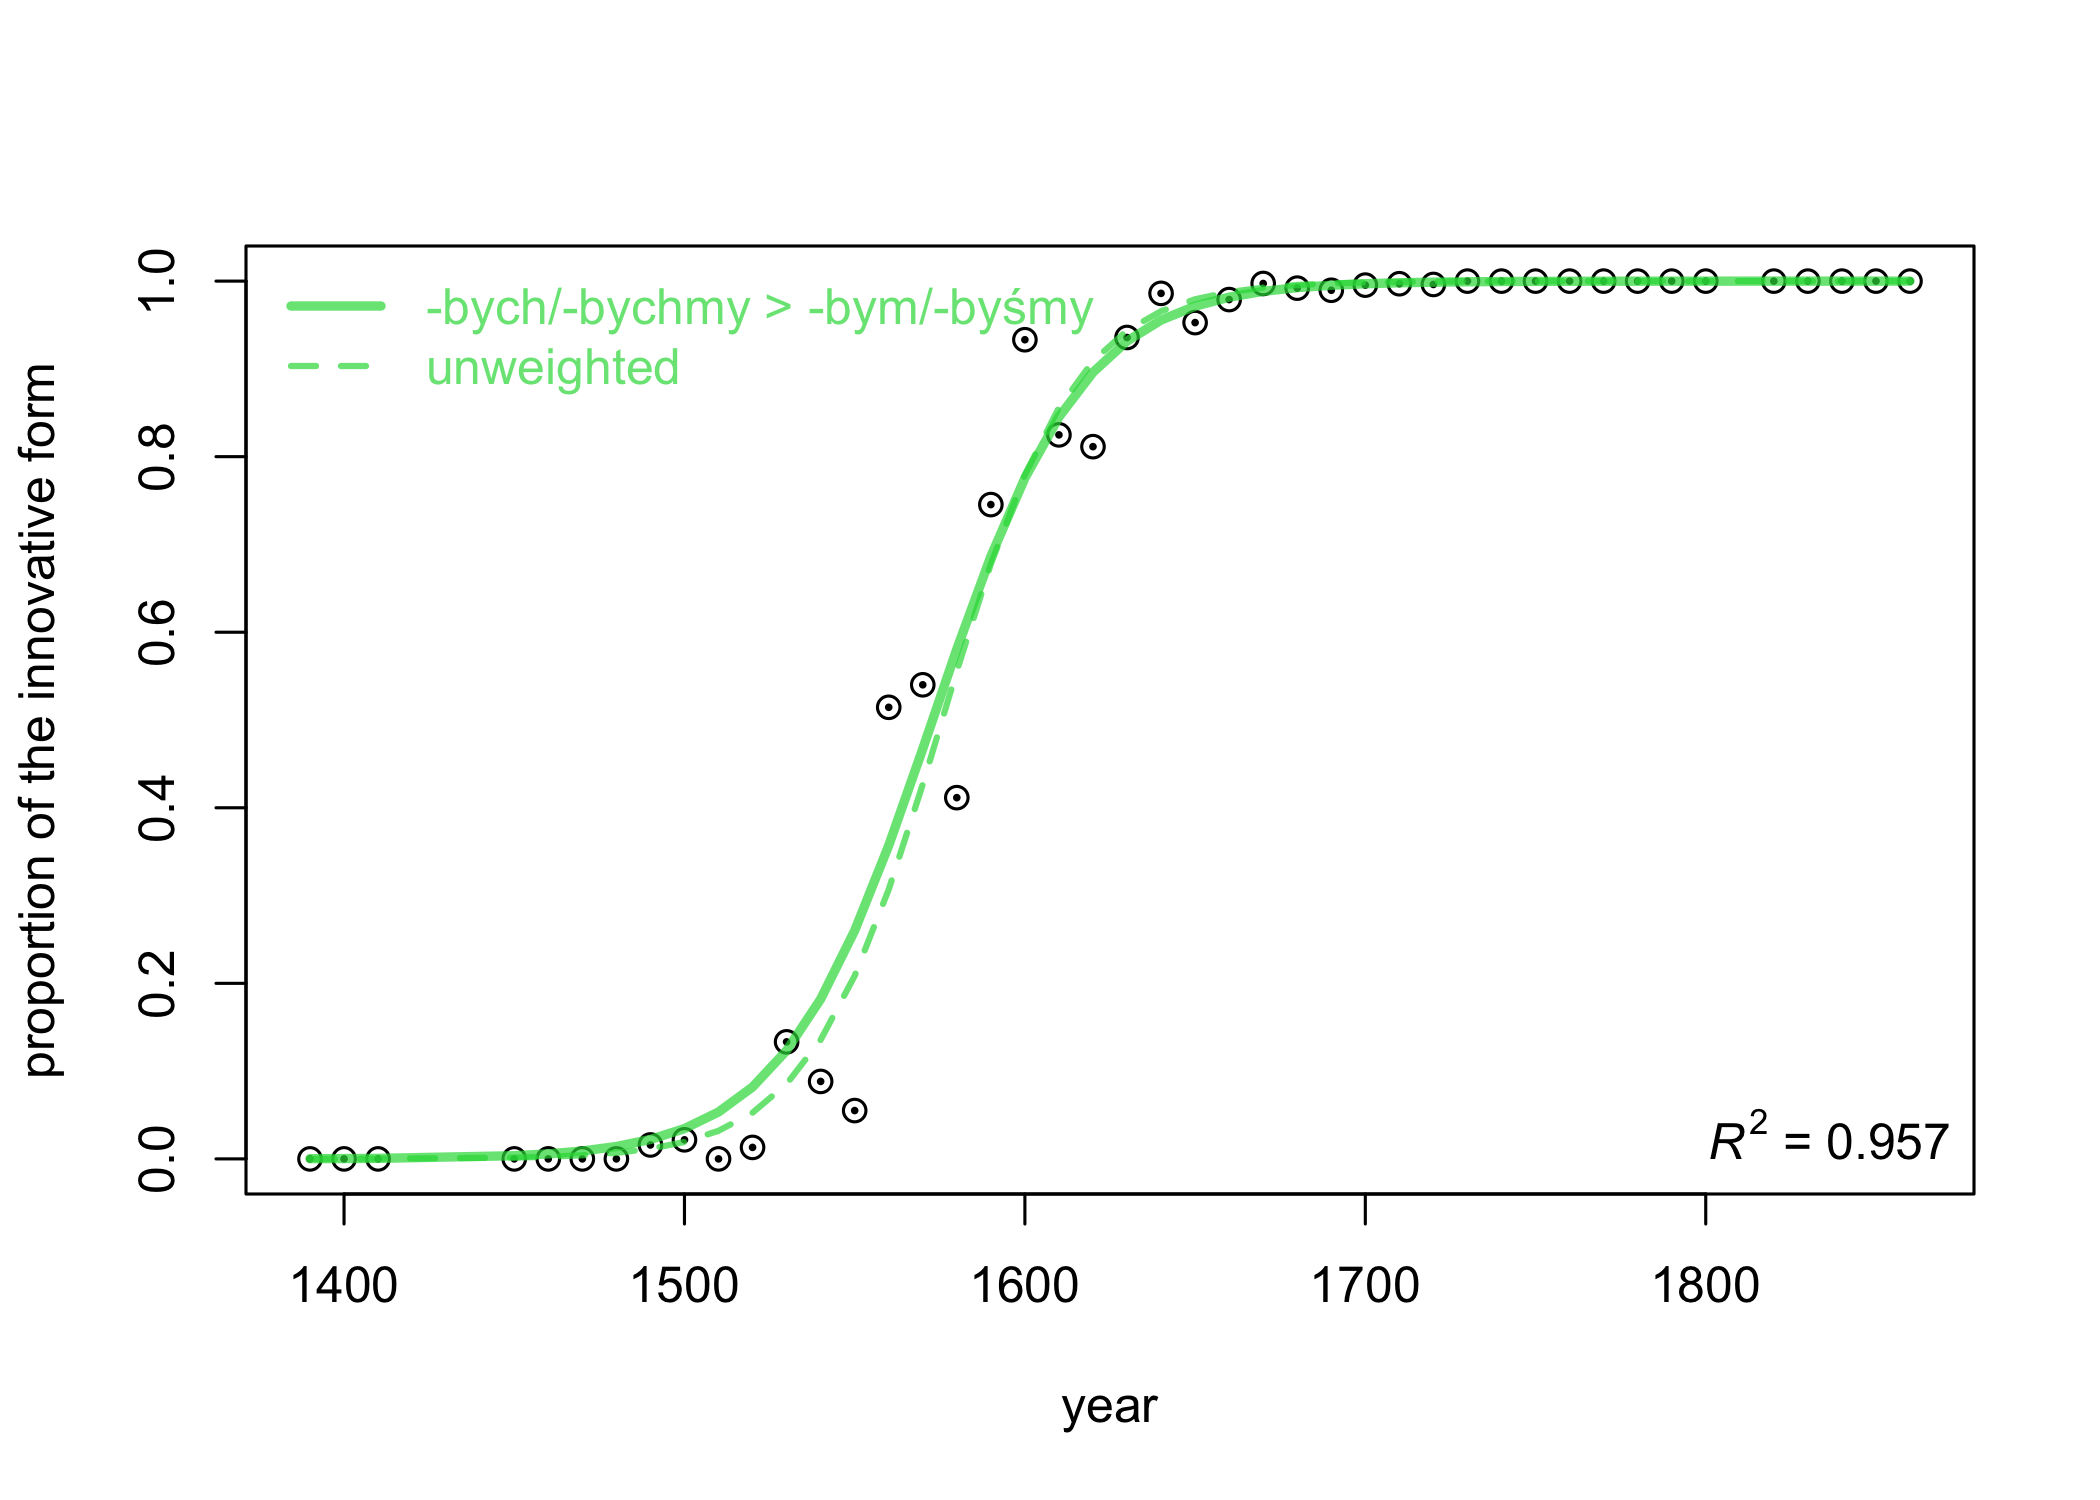 -bych/-bychmy > -bym/-byśmy
unweighted
proportion of the innovative form
1.0
0.8
0.6
0.4
0.2
0.0
R² = 0.957
1400 1500 1600 1700 1800
year